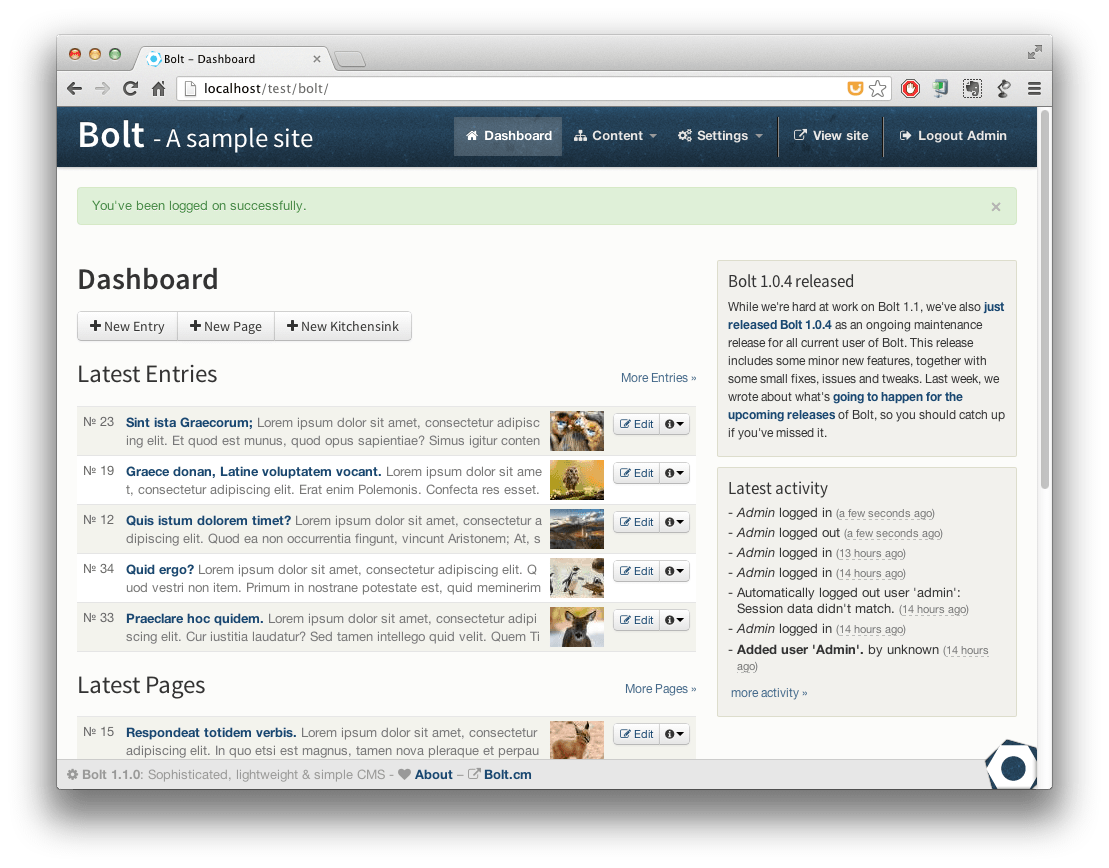 Bolt – Dashboard
localhost/test/bolt/
Bolt - A sample site
Dashboard
Content
Settings
View site
Logout Admin
You've been logged on successfully.
×
Dashboard
New Entry
New Page
New Kitchensink
Latest Entries
More Entries »
№ 23
Sint ista Graecorum; Lorem ipsum dolor sit amet, consectetur adipisc
ing elit. Et quod est munus, quod opus sapientiae? Simus igitur conten
Edit
№ 19
Graece donan, Latine voluptatem vocant. Lorem ipsum dolor sit ame
t, consectetur adipiscing elit. Erat enim Polemonis. Confecta res esset.
Edit
№ 12
Quis istum dolorem timet? Lorem ipsum dolor sit amet, consectetur a
dipiscing elit. Quod ea non occurrentia fingunt, vincunt Aristonem; At, s
Edit
№ 34
Quid ergo? Lorem ipsum dolor sit amet, consectetur adipiscing elit. Q
uod vestri non item. Primum in nostrane potestate est, quid meminerim
Edit
№ 33
Praeclare hoc quidem. Lorem ipsum dolor sit amet, consectetur adipi
scing elit. Cur iustitia laudatur? Sed tamen intellego quid velit. Quem Ti
Edit
Latest Pages
More Pages »
№ 15
Respondeat totidem verbis. Lorem ipsum dolor sit amet, consectetur
adipiscing elit. In quo etsi est magnus, tamen nova pleraque et perpau
Edit
Bolt 1.0.4 released
While we're hard at work on Bolt 1.1, we've also just
released Bolt 1.0.4 as an ongoing maintenance
release for all current user of Bolt. This release
includes some minor new features, together with
some small fixes, issues and tweaks. Last week, we
wrote about what's going to happen for the
upcoming releases of Bolt, so you should catch up
if you've missed it.
Latest activity
- Admin logged in (a few seconds ago)
- Admin logged out (a few seconds ago)
- Admin logged in (13 hours ago)
- Admin logged in (14 hours ago)
- Automatically logged out user 'admin':
Session data didn't match. (14 hours ago)
- Admin logged in (14 hours ago)
- Added user 'Admin'. by unknown (14 hours
ago)
more activity »
Bolt 1.1.0: Sophisticated, lightweight & simple CMS - About – Bolt.cm